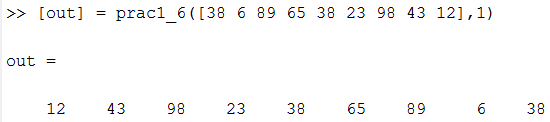 >> [out] = prac1_6([38 6 89 65 38 23 98 43 12],1)
out =
12 43 98 23 38 65 89 6 38